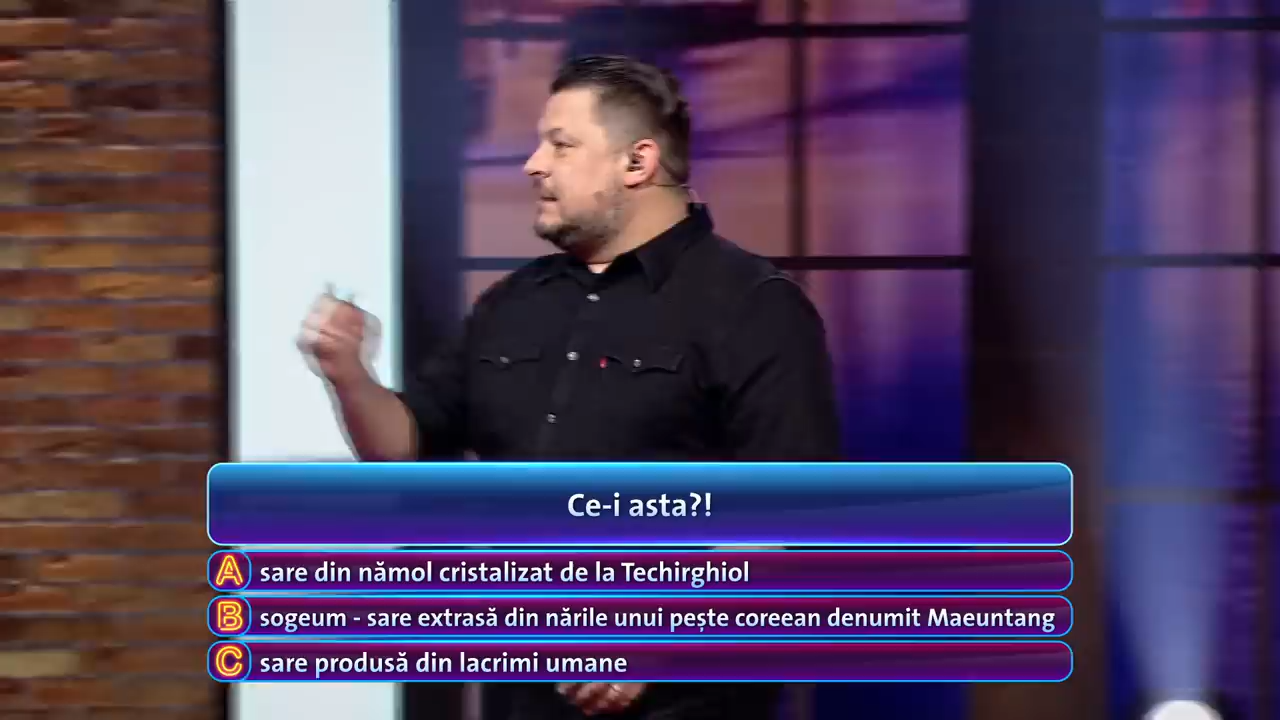 Ce-i asta?!
A sare din nămol cristalizat de la Techirghiol
B sogeum - sare extrasă din nările unui pește coreean denumit Maeuntang
C sare produsă din lacrimi umane